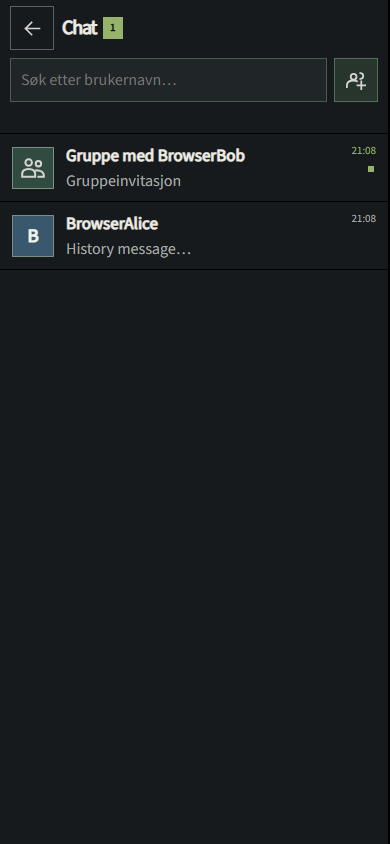 Chat 1
Søk etter brukernavn…
Gruppe med BrowserBob 21:08
Gruppeinvitasjon
B BrowserAlice 21:08
History message…